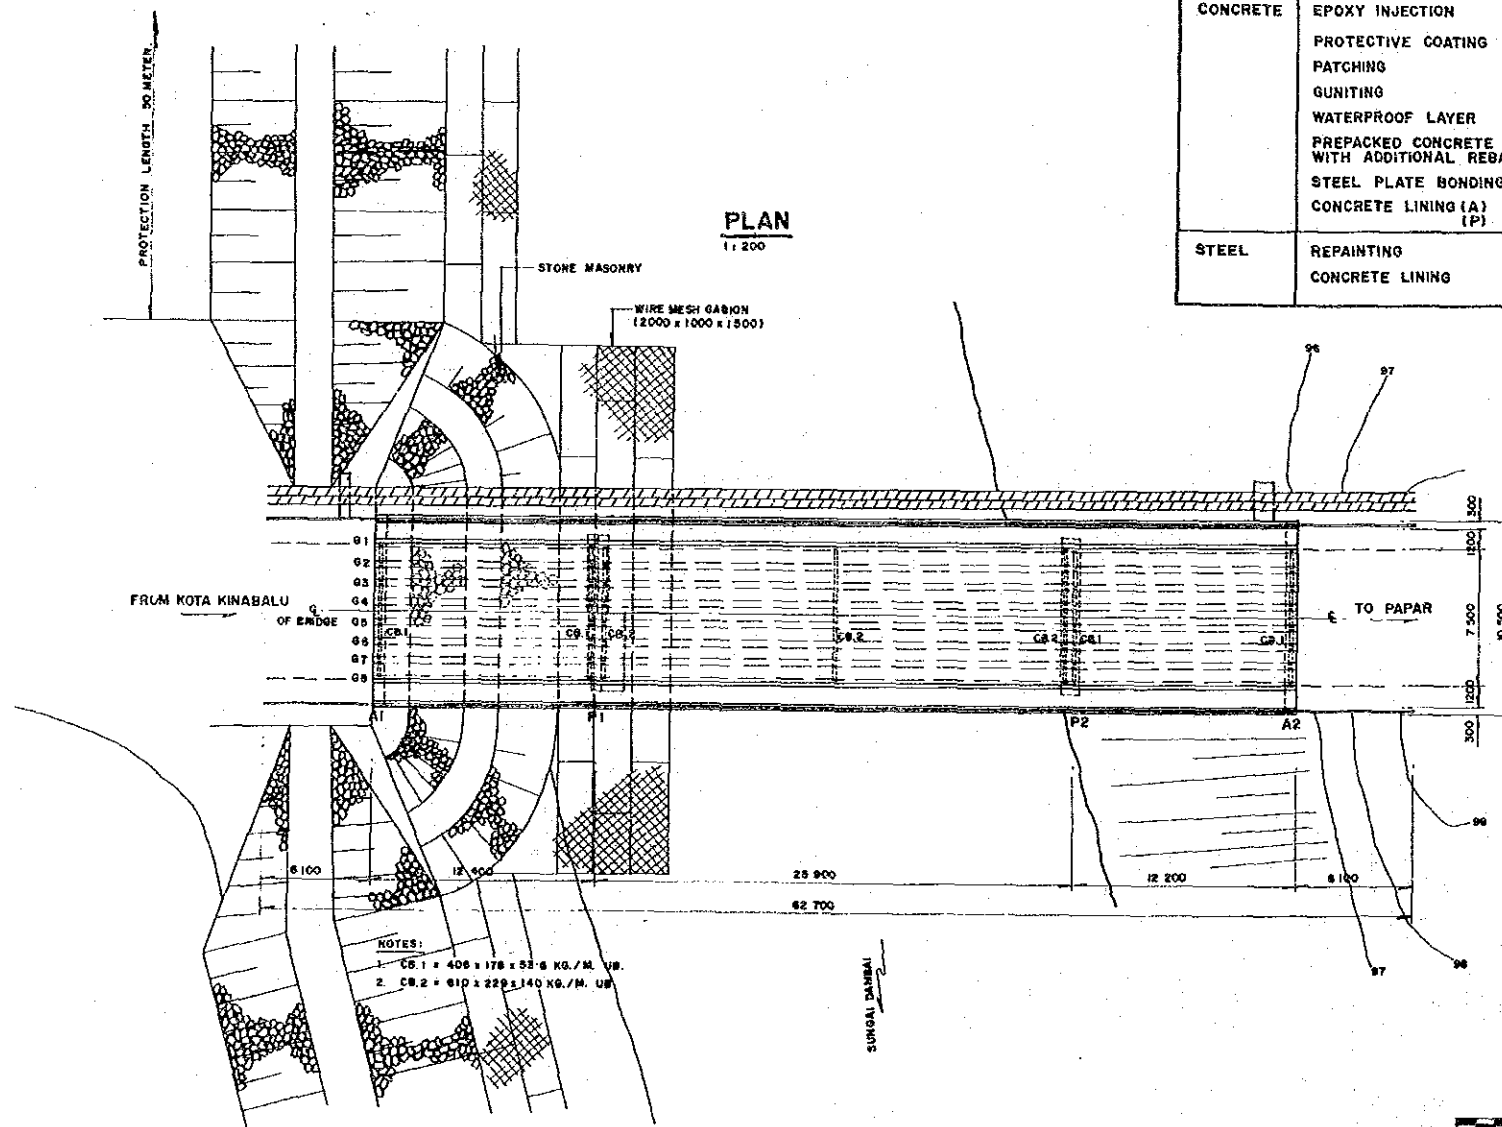 CONCRETE EPOXY INJECTION
PROTECTIVE COATING
PATCHING
GUNITING
WATERPROOF LAYER
PREPACKED CONCRETE
WITH ADDITIONAL
STEEL PLATE BONDING
CONCRETE LINING (A)
(P)
STEEL REPAINTING
CONCRETE LINING
PROTECTION LENGTH 50 METER
PLAN
1:200
STONE MASONRY
WIRE MESH GABION
(2000 x 1000 x 1500)
96
97
300
1200
7 500
1200
300
G1
G2
G3
G4
G5
G6
G7
G8
FROM KOTA KINABALU
OF BRIDGE
TO PAPAR
CB.1
CB.2
CB.2
CB.2
CB.1
CB.1
A1
P1
P2
A2
6 100
12 400
25 900
12 200
6 100
62 700
99
97
98
NOTES:
1. CB.1 = 406 x 178 x 53.6 KG./M. UB.
2. CB.2 = 610 x 229 x 140 KG./M. UB
SUNGAI DAMBAI